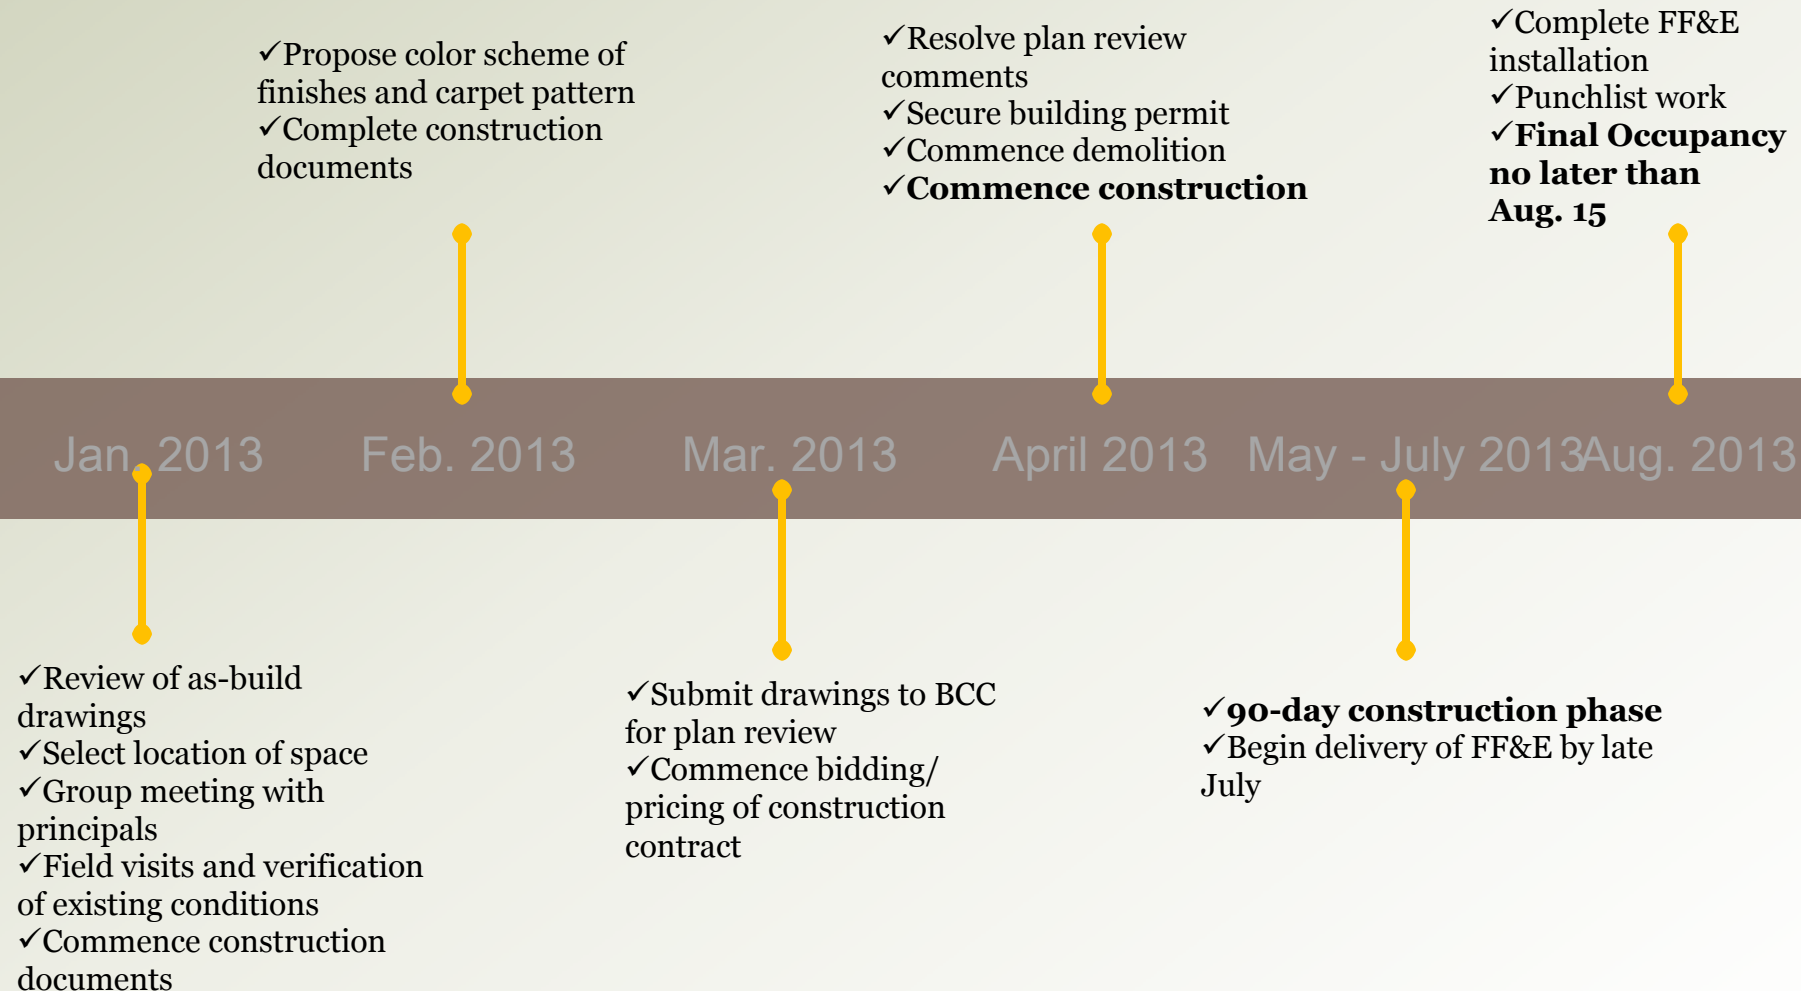 ✓Propose color scheme of
finishes and carpet pattern
✓Complete construction
documents
✓Resolve plan review
comments
✓Secure building permit
✓Commence demolition
✓Commence construction
✓Complete FF&E
installation
✓Punchlist work
✓Final Occupancy
no later than
Aug. 15
Jan. 2013
Feb. 2013
Mar. 2013
April 2013
May - July 2013
Aug. 2013
✓Review of as-build
drawings
✓Select location of space
✓Group meeting with
principals
✓Field visits and verification
of existing conditions
✓Commence construction
documents
✓Submit drawings to BCC
for plan review
✓Commence bidding/
pricing of construction
contract
✓90-day construction phase
✓Begin delivery of FF&E by late
July